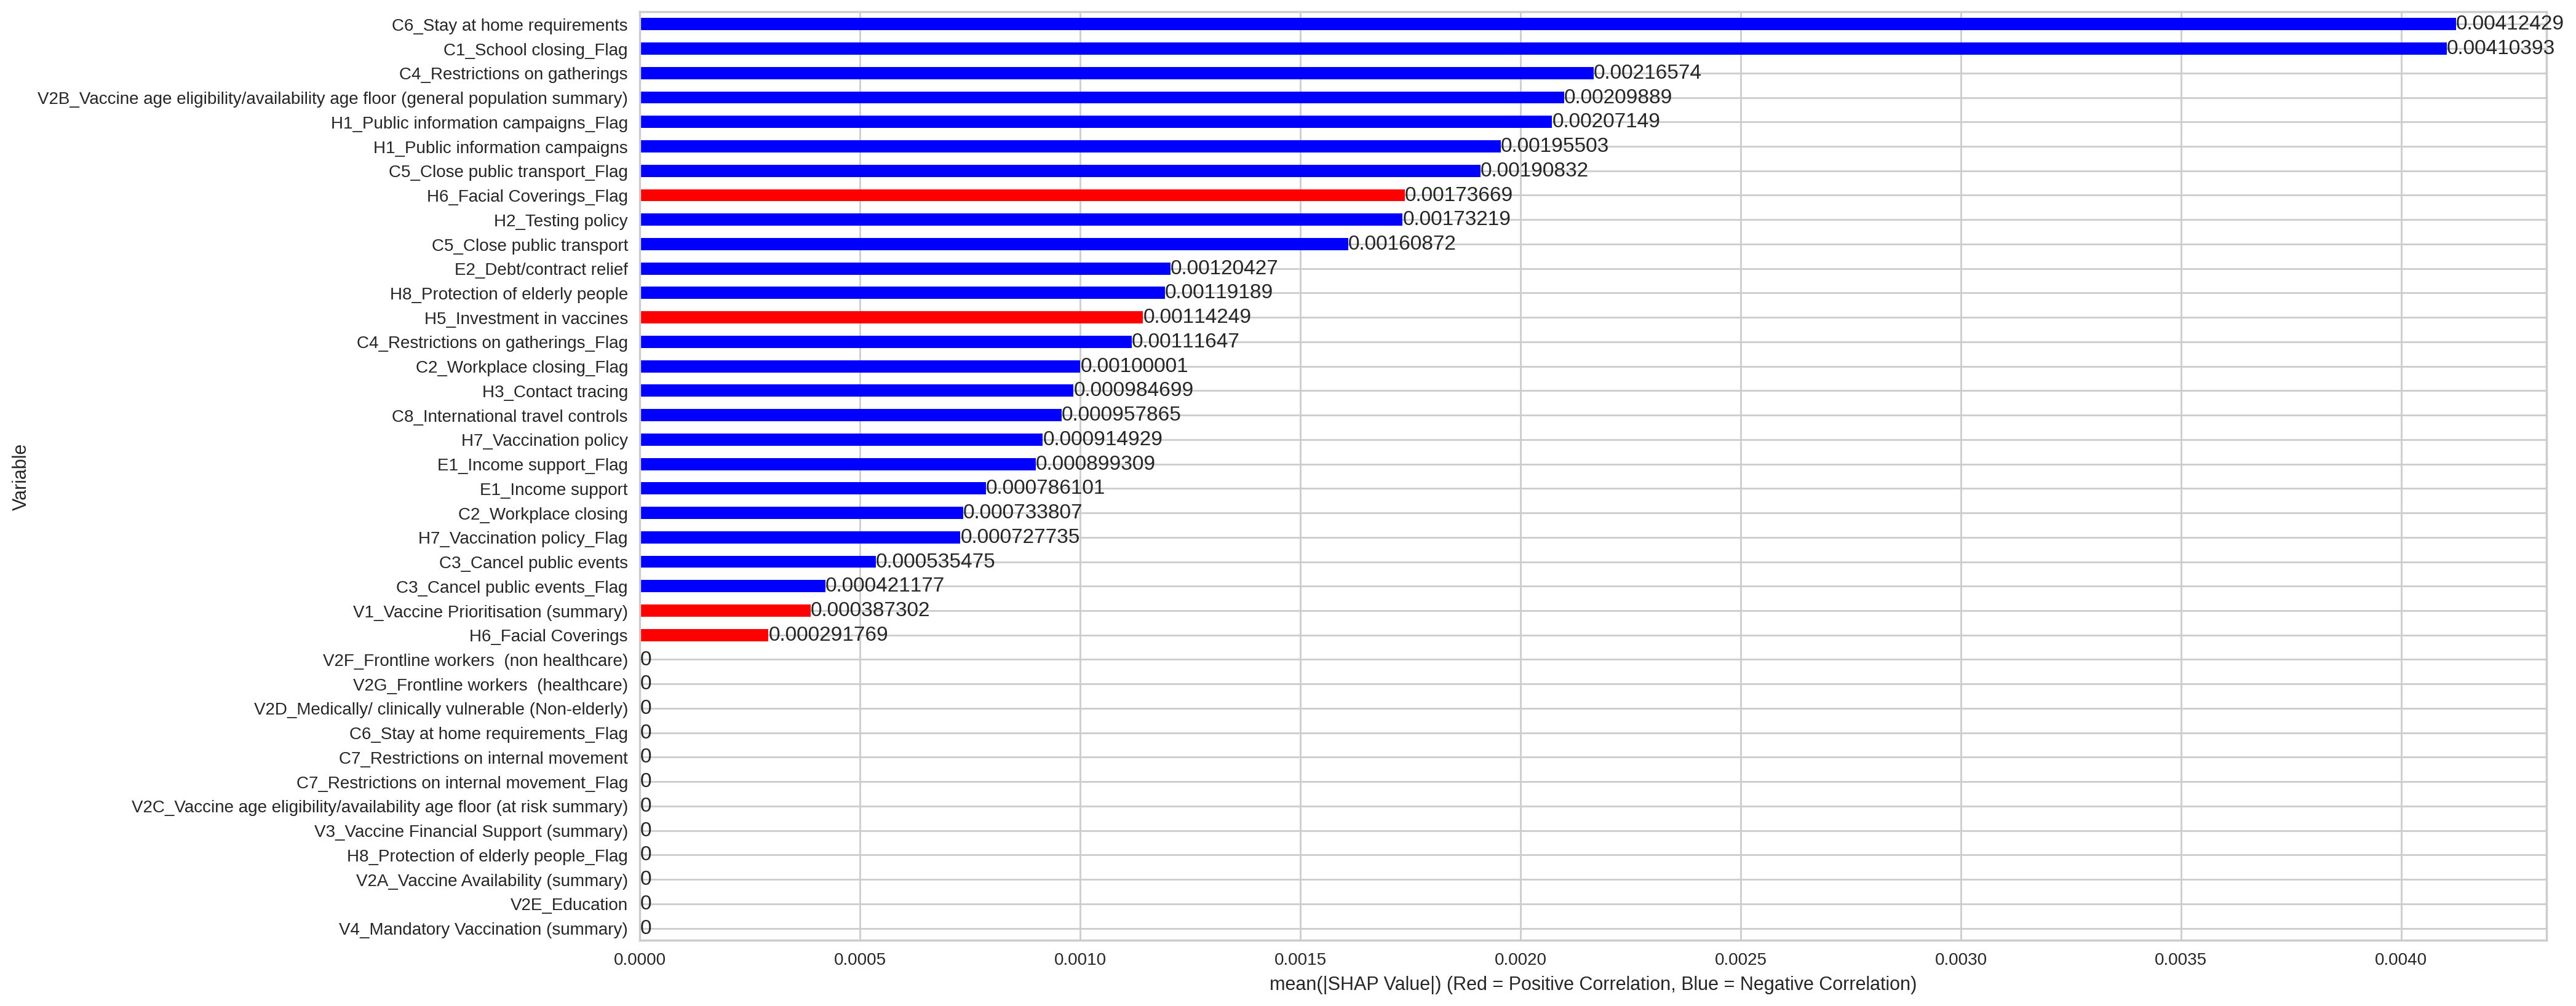 C6_Stay at home requirements 0.00412429
C1_School closing_Flag 0.00410393
C4_Restrictions on gatherings 0.00216574
V2B_Vaccine age eligibility/availability age floor (general population summary) 0.00209889
H1_Public information campaigns_Flag 0.00207149
H1_Public information campaigns 0.00195503
C5_Close public transport_Flag 0.00190832
H6_Facial Coverings_Flag 0.00173669
H2_Testing policy 0.00173219
C5_Close public transport 0.00160872
E2_Debt/contract relief 0.00120427
H8_Protection of elderly people 0.00119189
H5_Investment in vaccines 0.00114249
C4_Restrictions on gatherings_Flag 0.00111647
C2_Workplace closing_Flag 0.00100001
H3_Contact tracing 0.000984699
C8_International travel controls 0.000957865
H7_Vaccination policy 0.000914929
E1_Income support_Flag 0.000899309
E1_Income support 0.000786101
C2_Workplace closing 0.000733807
H7_Vaccination policy_Flag 0.000727735
C3_Cancel public events 0.000535475
C3_Cancel public events_Flag 0.000421177
V1_Vaccine Prioritisation (summary) 0.000387302
H6_Facial Coverings 0.000291769
V2F_Frontline workers  (non healthcare) 0
V2G_Frontline workers  (healthcare) 0
V2D_Medically/ clinically vulnerable (Non-elderly) 0
C6_Stay at home requirements_Flag 0
C7_Restrictions on internal movement 0
C7_Restrictions on internal movement_Flag 0
V2C_Vaccine age eligibility/availability age floor (at risk summary) 0
V3_Vaccine Financial Support (summary) 0
H8_Protection of elderly people_Flag 0
V2A_Vaccine Availability (summary) 0
V2E_Education 0
V4_Mandatory Vaccination (summary) 0
Variable
0.0000 0.0005 0.0010 0.0015 0.0020 0.0025 0.0030 0.0035 0.0040
mean(|SHAP Value|) (Red = Positive Correlation, Blue = Negative Correlation)